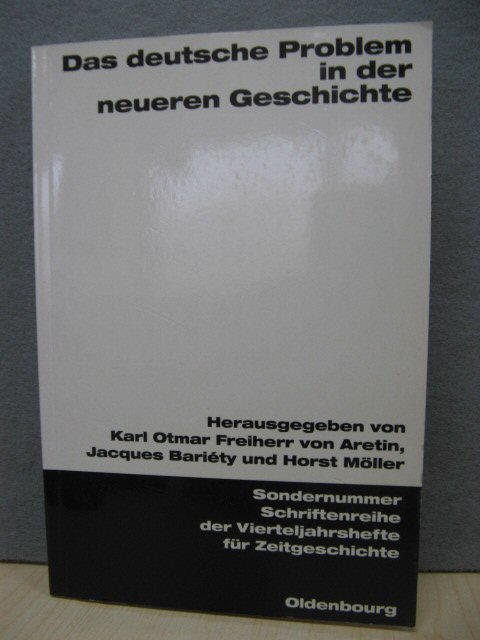 Das deutsche Problem
in der
neueren Geschichte
Herausgegeben von
Karl Otmar Freiherr von Aretin,
Jacques Bariéty und Horst Möller
Sondernummer
Schriftenreihe
der Vierteljahrshefte
für Zeitgeschichte
Oldenbourg